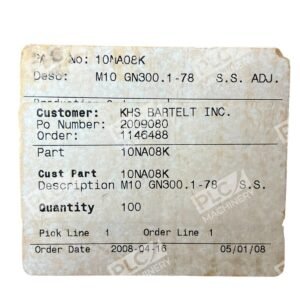 No: 10NA08K
Desc: M10 GN300.1-78 S.S. ADJ.
Customer: KHS BARTELT INC.
Po Number: 2009080
Order: 1146488
Part 10NA08K
Cust Part 10NA08K
Description M10 GN300.1-78 S.S.
Quantity 100
Pick Line 1 Order Line 1
Order Date 2008-04-16 05/01/08
PLC
MACHINERY